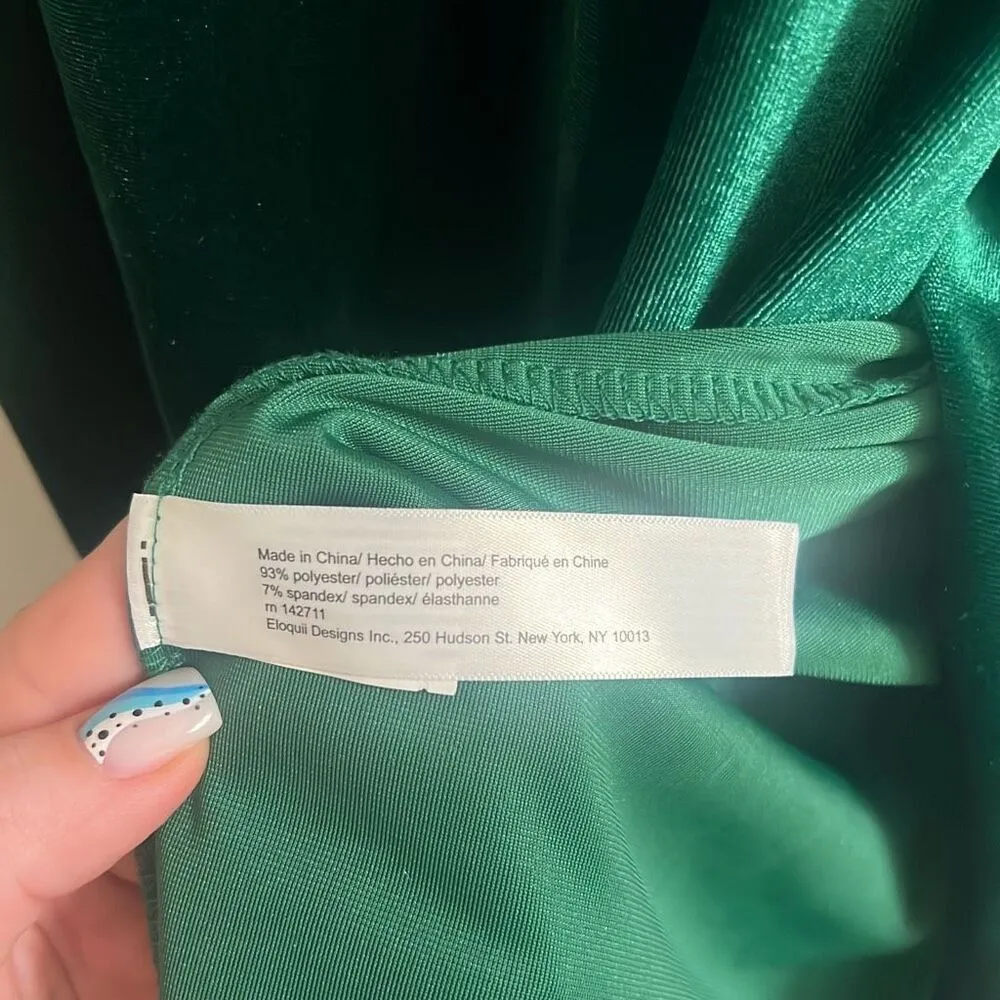 Made in China/ Hecho en China/ Fabriqué en Chine
93% polyester/ poliéster/ polyester
7% spandex/ spandex/ élasthanne
rn 142711
Eloquii Designs Inc., 250 Hudson St. New York, NY 10013